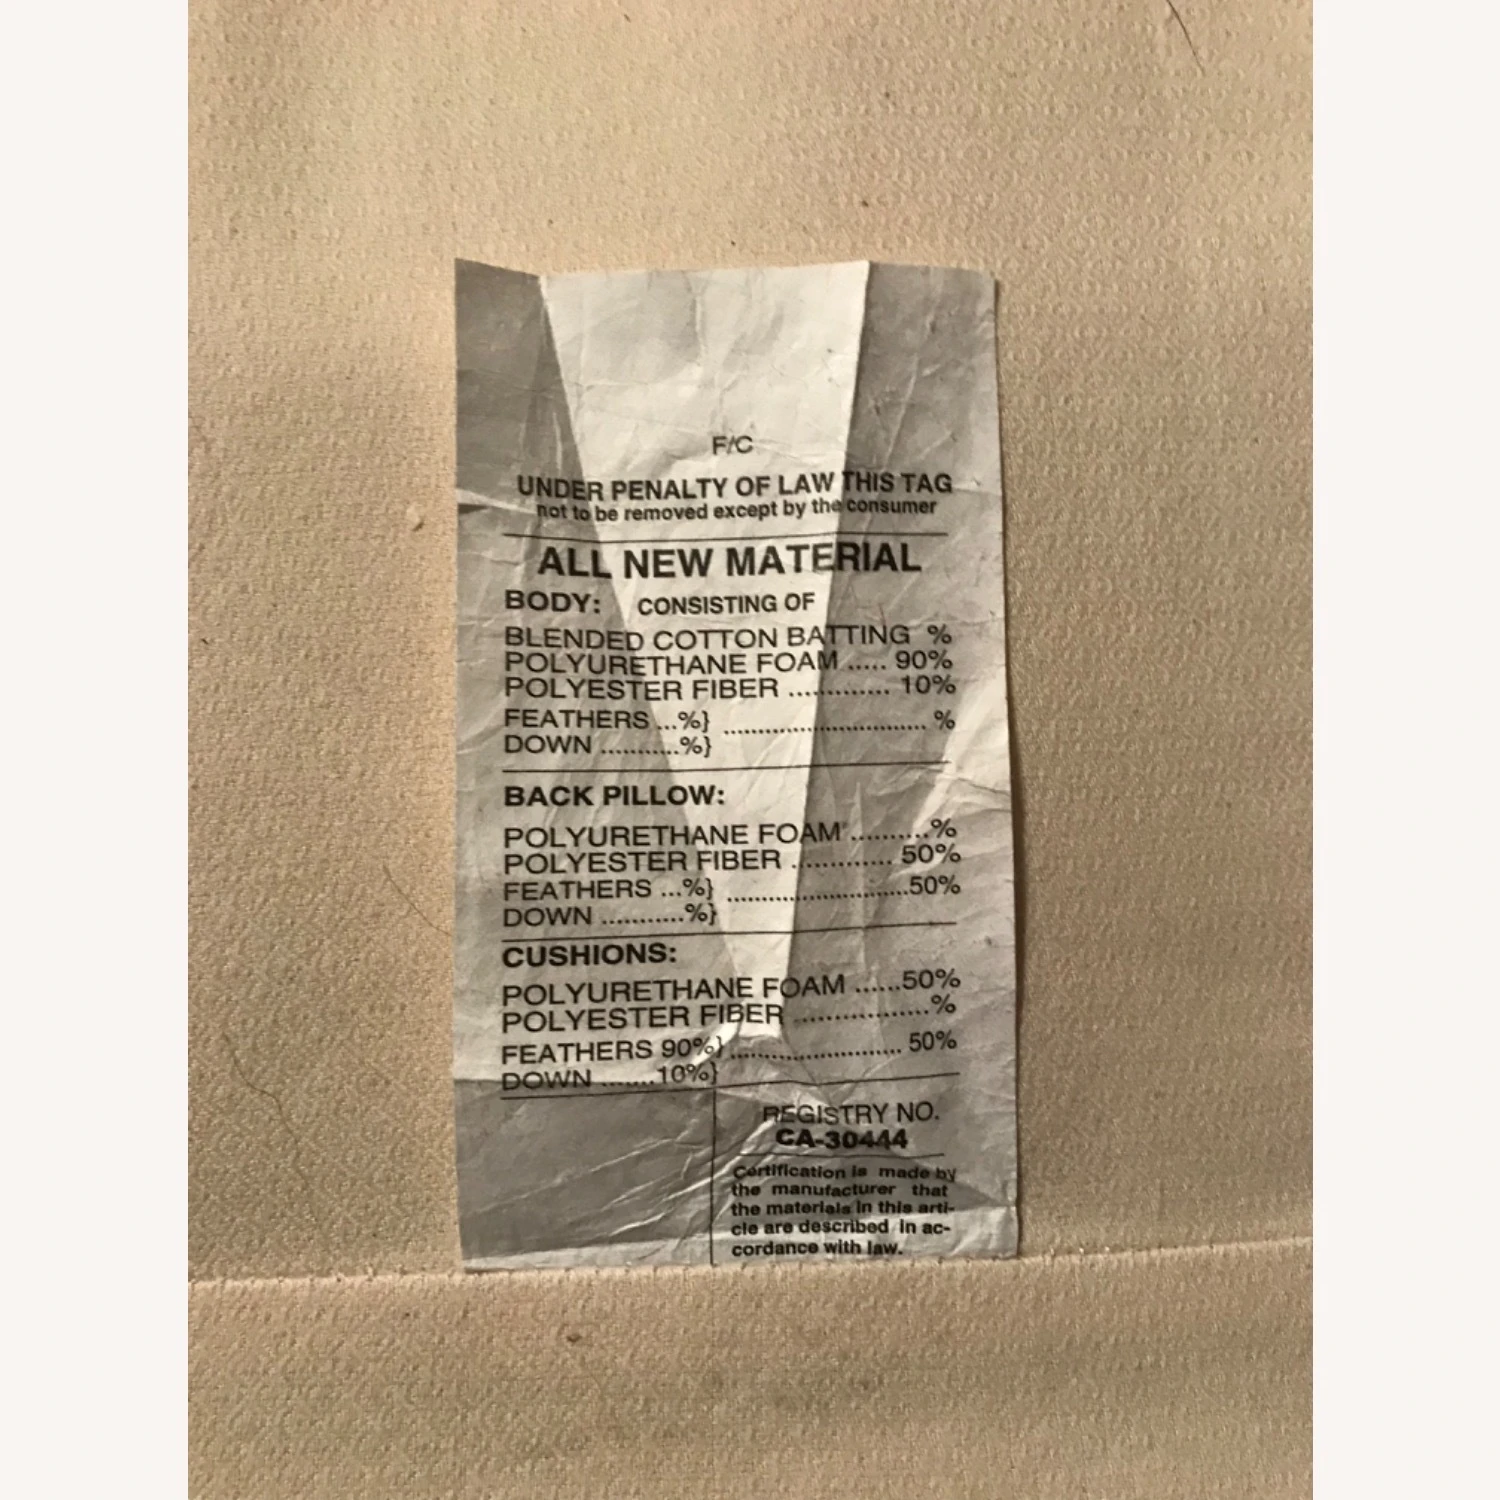 F/C
UNDER PENALTY OF LAW THIS TAG
not to be removed except by the consumer
ALL NEW MATERIAL
BODY: CONSISTING OF
BLENDED COTTON BATTING %
POLYURETHANE FOAM ..... 90%
POLYESTER FIBER ............. 10%
FEATHERS ...%} ............................. %
DOWN ...........%}
BACK PILLOW:
POLYURETHANE FOAM ..........%
POLYESTER FIBER ............. 50%
FEATHERS ...%} ..........................50%
DOWN ...........%}
CUSHIONS:
POLYURETHANE FOAM ......50%
POLYESTER FIBER .................%
FEATHERS 90%} ......................... 50%
DOWN .......10%}
REGISTRY NO.
CA-30444
Certification is made by
the manufacturer that
the materials in this arti-
cle are described in ac-
cordance with law.